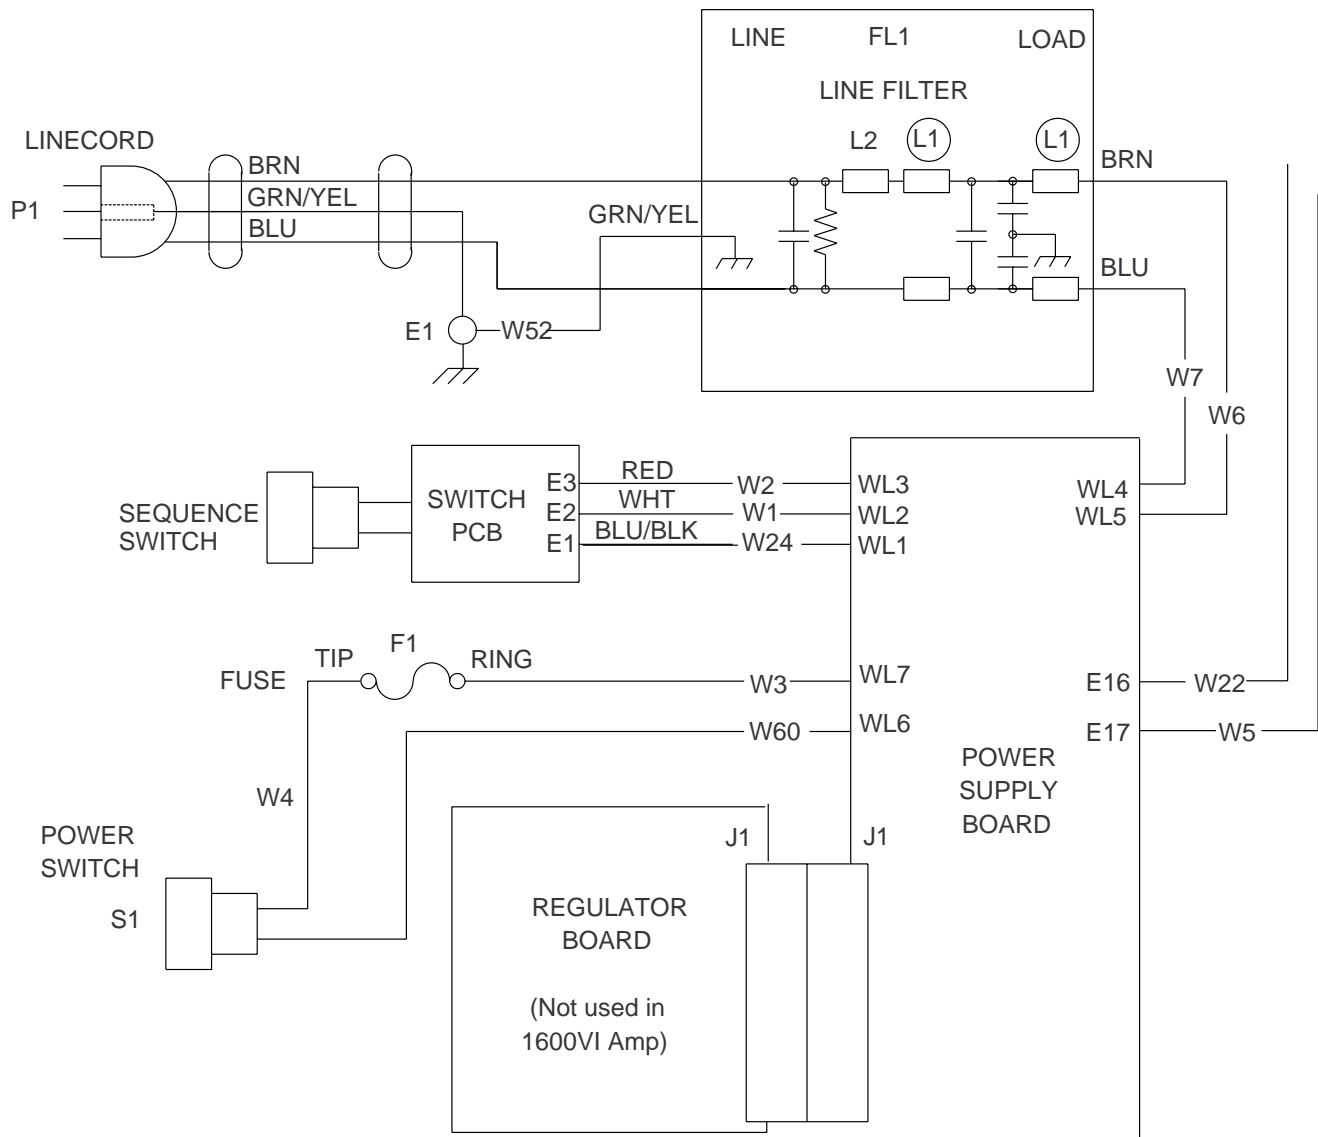 LINE FL1 LOAD
LINE FILTER
L2 L1 L1
LINECORD
P1
BRN
GRN/YEL
BLU
GRN/YEL
BRN
BLU
E1
W52
W7
W6
SEQUENCE
SWITCH
SWITCH
PCB
E3 RED W2 WL3
E2 WHT W1 WL2
E1 BLU/BLK W24 WL1
WL4
WL5
F1
FUSE TIP RING W3 WL7
W60 WL6
E16 W22
E17 W5
POWER
SUPPLY
BOARD
W4
POWER
SWITCH
S1
J1 J1
REGULATOR
BOARD
(Not used in
1600VI Amp)